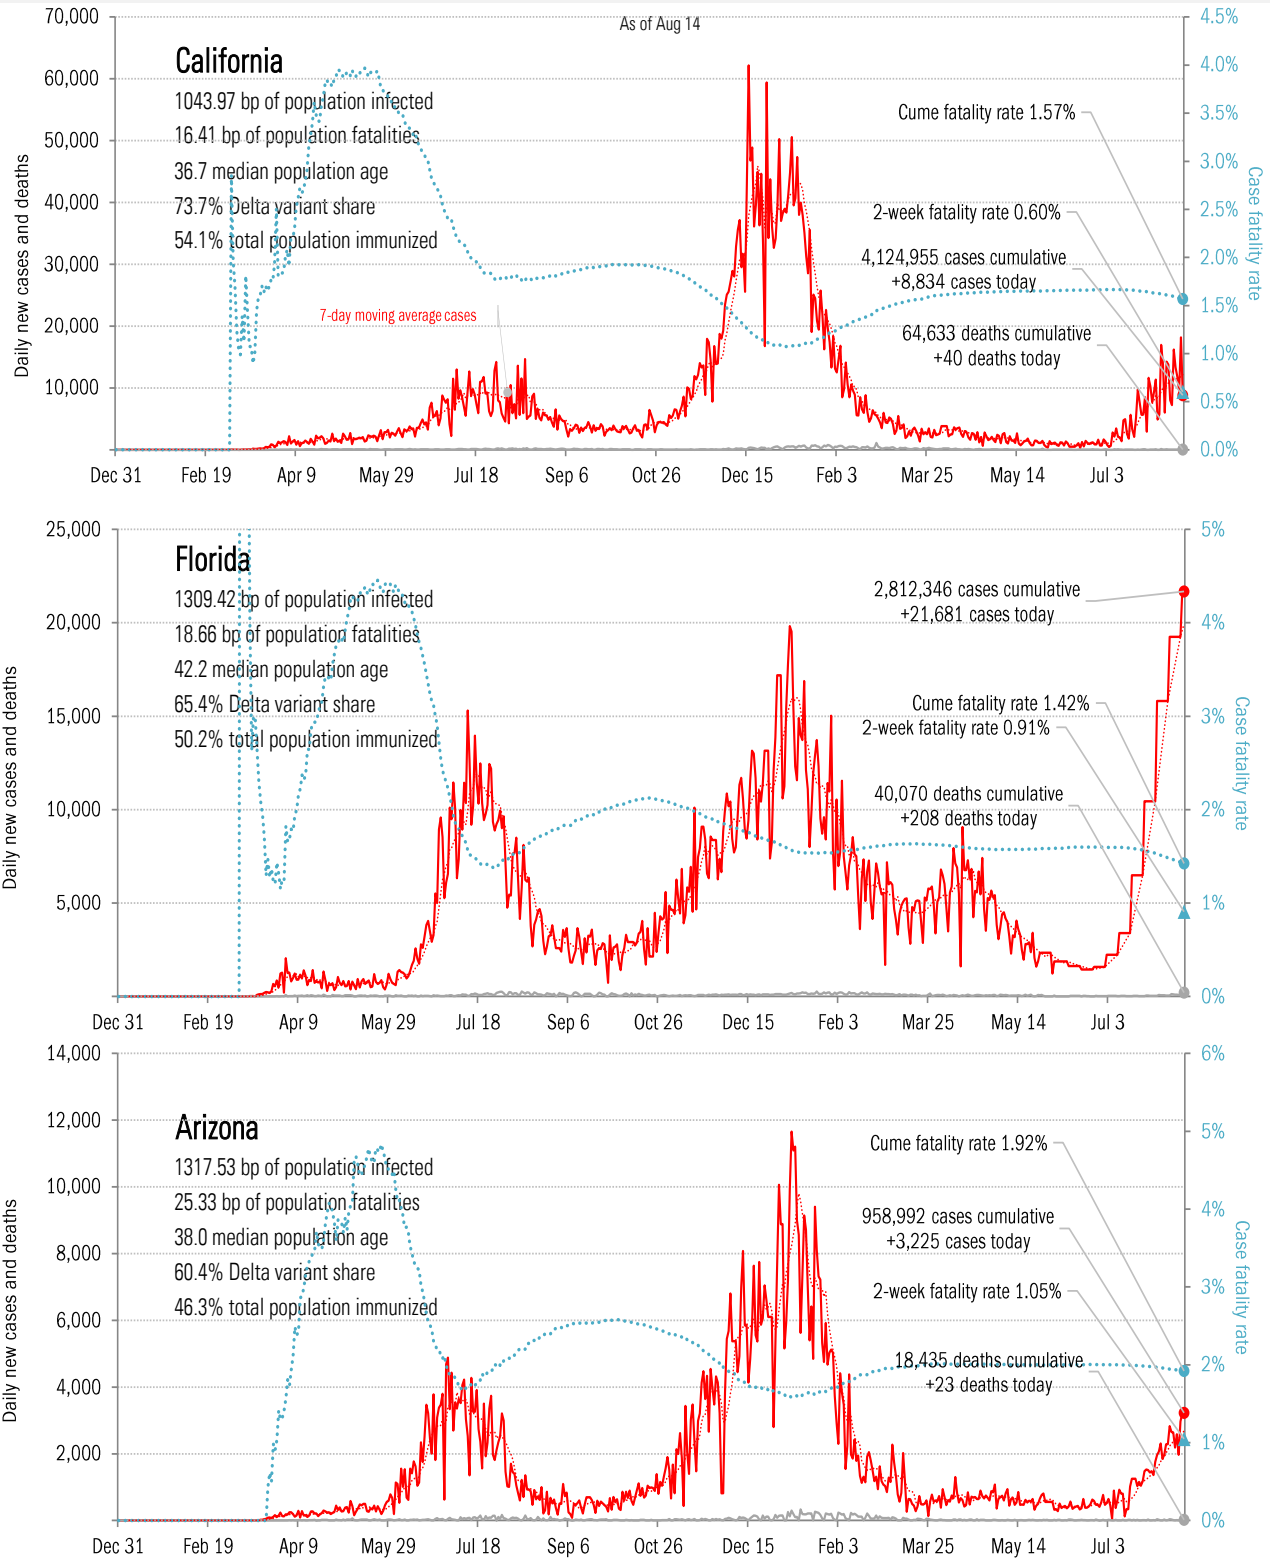 As of Aug 14
California
1043.97 bp of population infected
16.41 bp of population fatalities
36.7 median population age
73.7% Delta variant share
54.1% total population immunized
7-day moving average cases
Cume fatality rate 1.57%
2-week fatality rate 0.60%
4,124,955 cases cumulative
+8,834 cases today
64,633 deaths cumulative
+40 deaths today
Daily new cases and deaths
70,000
60,000
50,000
40,000
30,000
20,000
10,000
4.5%
4.0%
3.5%
3.0%
2.5%
2.0%
1.5%
1.0%
0.5%
0.0%
Case fatality rate
Dec 31 Feb 19 Apr 9 May 29 Jul 18 Sep 6 Oct 26 Dec 15 Feb 3 Mar 25 May 14 Jul 3
Florida
1309.42 bp of population infected
18.66 bp of population fatalities
42.2 median population age
65.4% Delta variant share
50.2% total population immunized
2,812,346 cases cumulative
+21,681 cases today
Cume fatality rate 1.42%
2-week fatality rate 0.91%
40,070 deaths cumulative
+208 deaths today
Daily new cases and deaths
25,000
20,000
15,000
10,000
5,000
5%
4%
3%
2%
1%
0%
Case fatality rate
Dec 31 Feb 19 Apr 9 May 29 Jul 18 Sep 6 Oct 26 Dec 15 Feb 3 Mar 25 May 14 Jul 3
Arizona
1317.53 bp of population infected
25.33 bp of population fatalities
38.0 median population age
60.4% Delta variant share
46.3% total population immunized
Cume fatality rate 1.92%
958,992 cases cumulative
+3,225 cases today
2-week fatality rate 1.05%
18,435 deaths cumulative
+23 deaths today
Daily new cases and deaths
14,000
12,000
10,000
8,000
6,000
4,000
2,000
6%
5%
4%
3%
2%
1%
0%
Case fatality rate
Dec 31 Feb 19 Apr 9 May 29 Jul 18 Sep 6 Oct 26 Dec 15 Feb 3 Mar 25 May 14 Jul 3